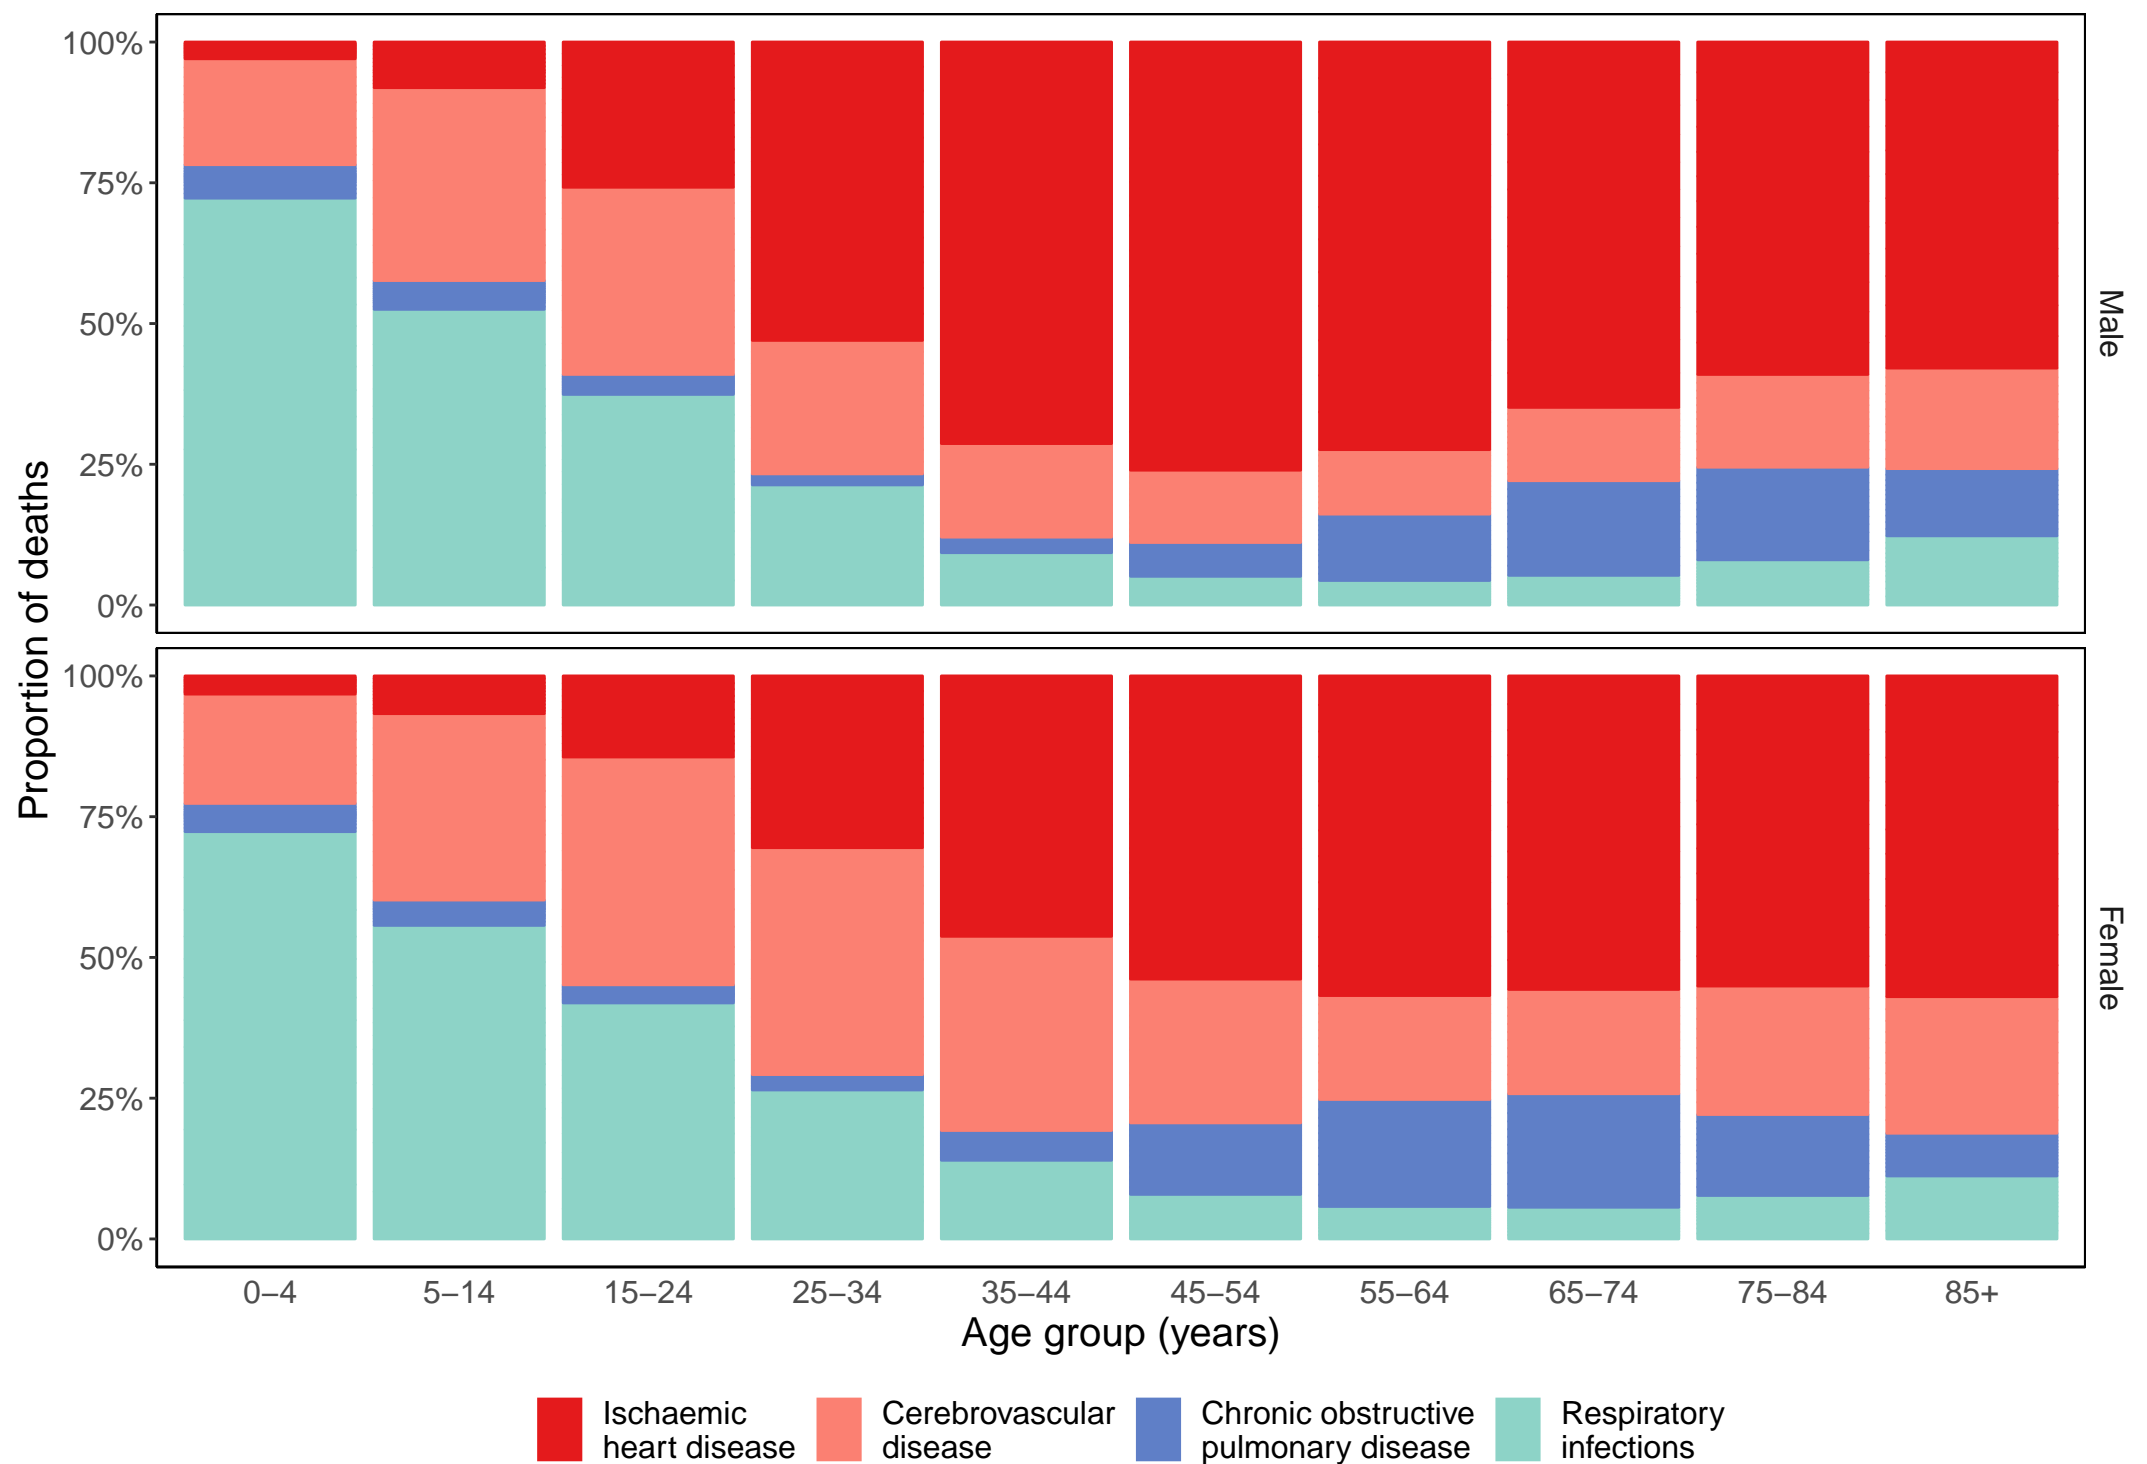 Proportion of deaths
100%
75%
50%
25%
0%
Male
100%
75%
50%
25%
0%
Female
0–4 5–14 15–24 25–34 35–44 45–54 55–64 65–74 75–84 85+
Age group (years)
Ischaemic
heart disease
Cerebrovascular
disease
Chronic obstructive
pulmonary disease
Respiratory
infections